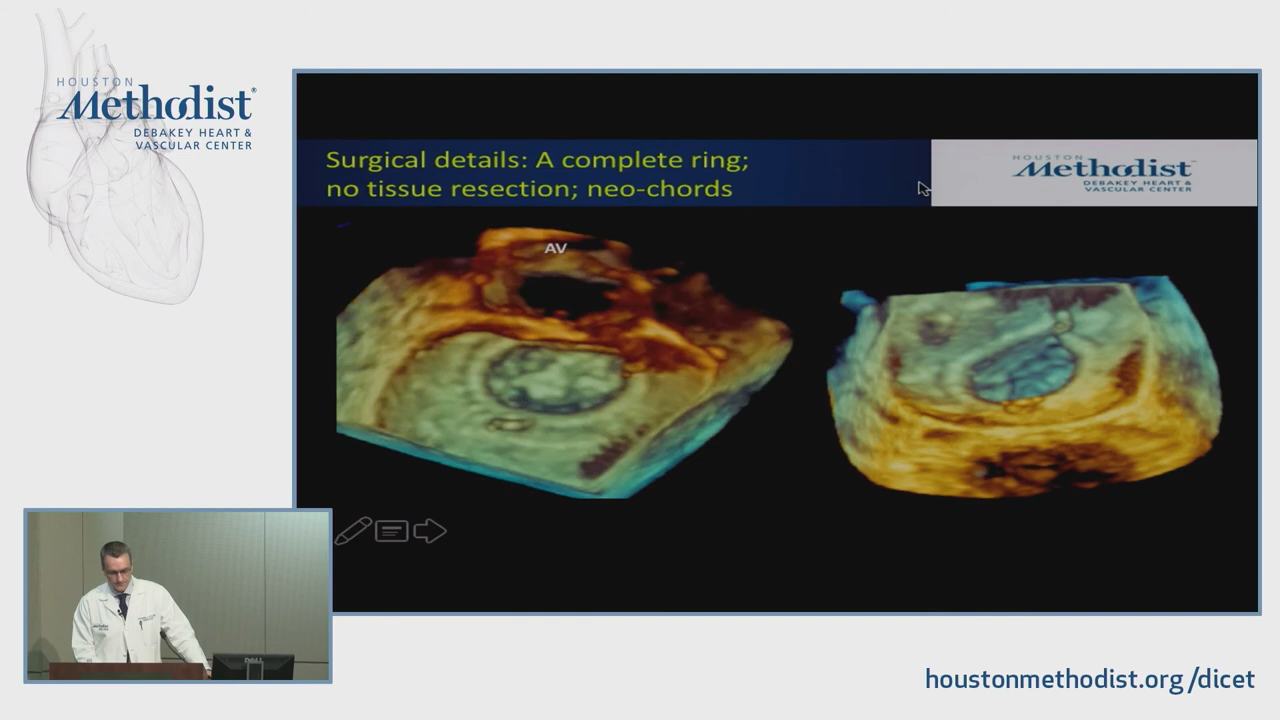 HOUSTON
Methodist®
DEBAKEY HEART &
VASCULAR CENTER
Surgical details: A complete ring;
no tissue resection; neo-chords
HOUSTON
Methodist
DEBAKEY HEART &
VASCULAR CENTER
AV
DELL
houstonmethodist.org/dicet